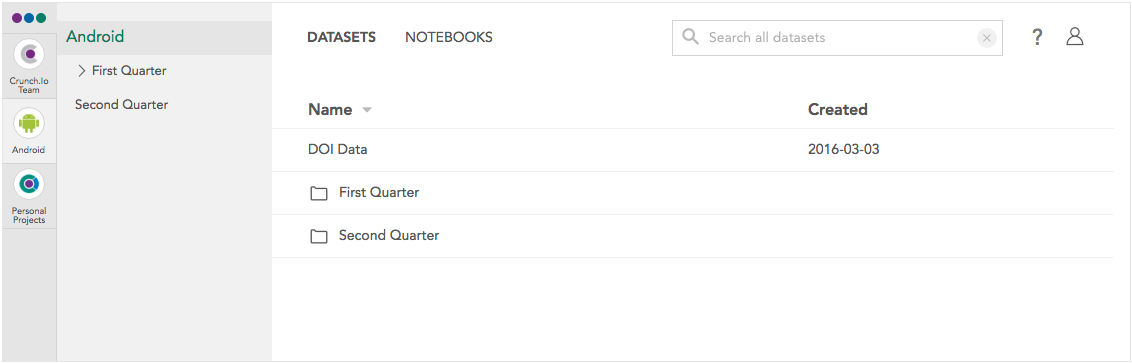 Crunch.Io
Team
Android
Personal
Projects
Android
First Quarter
Second Quarter
DATASETS NOTEBOOKS
Search all datasets
?
Name Created
DOI Data 2016-03-03
First Quarter
Second Quarter